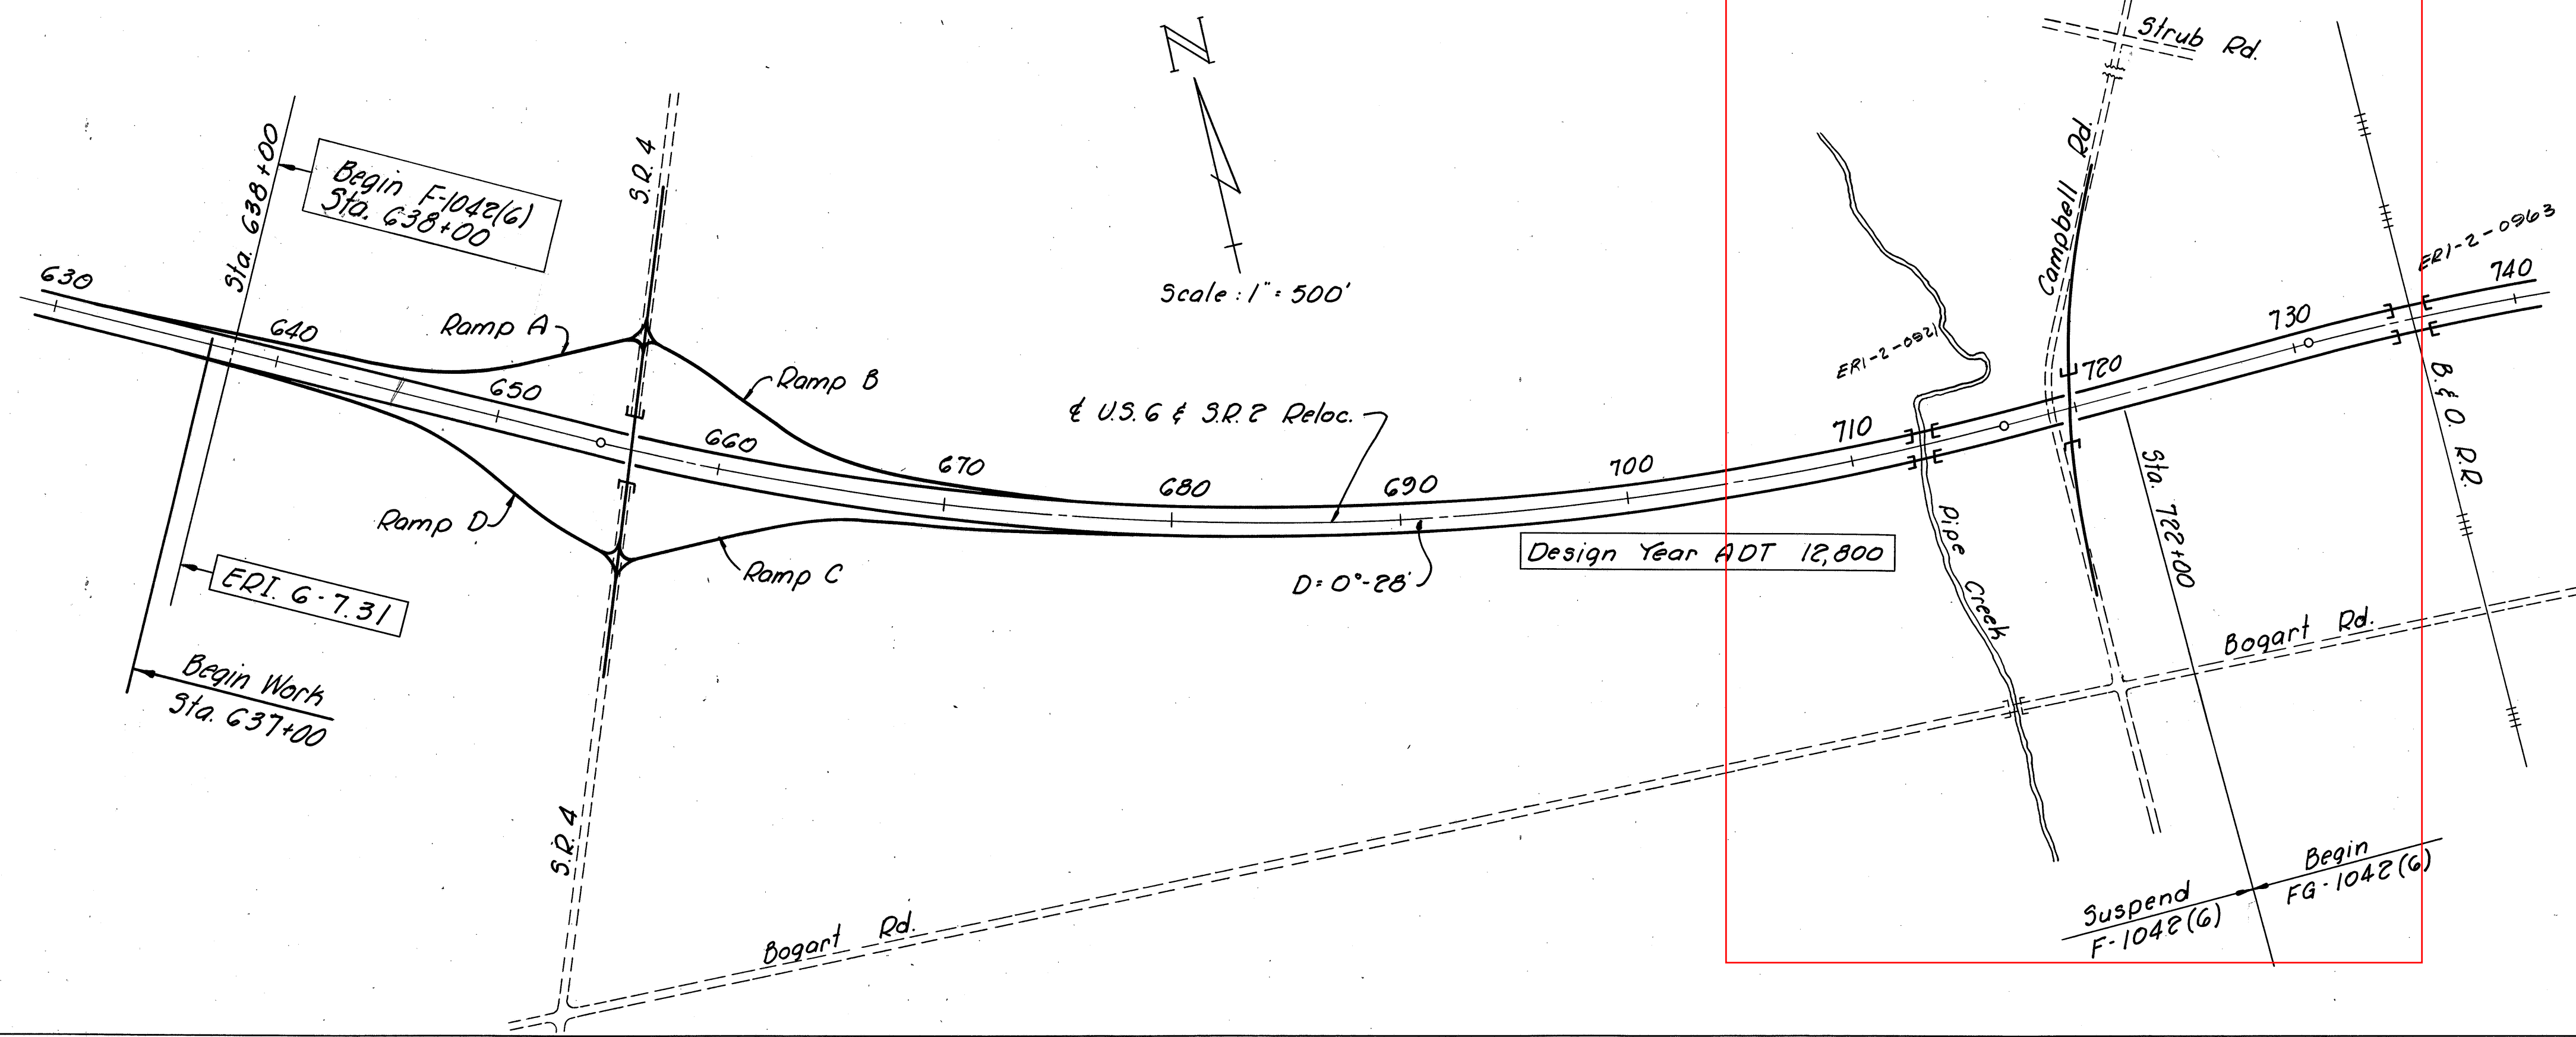 Strub Rd.
N
Sta. 638+00
Begin F-1042(6)
Sta. 638+00
S.R. 4
Campbell Rd.
ER1-2-0963
630
640
Ramp A
650
Ramp B
660
670
680
690
700
710
720
730
740
Scale : 1" = 500'
ER1-2-0921
₵ U.S. 6 & S.R. 2 Reloc.
B. & O. R.R.
Ramp D
Ramp C
D= 0°-28'
Design Year ADT 12,800
Pipe Creek
Sta. 722+00
ERI. 6-7.31
Begin Work
Sta. 637+00
Bogart Rd.
S.R. 4
Bogart Rd.
Suspend
F-1042(6)
Begin
FG-1042(6)